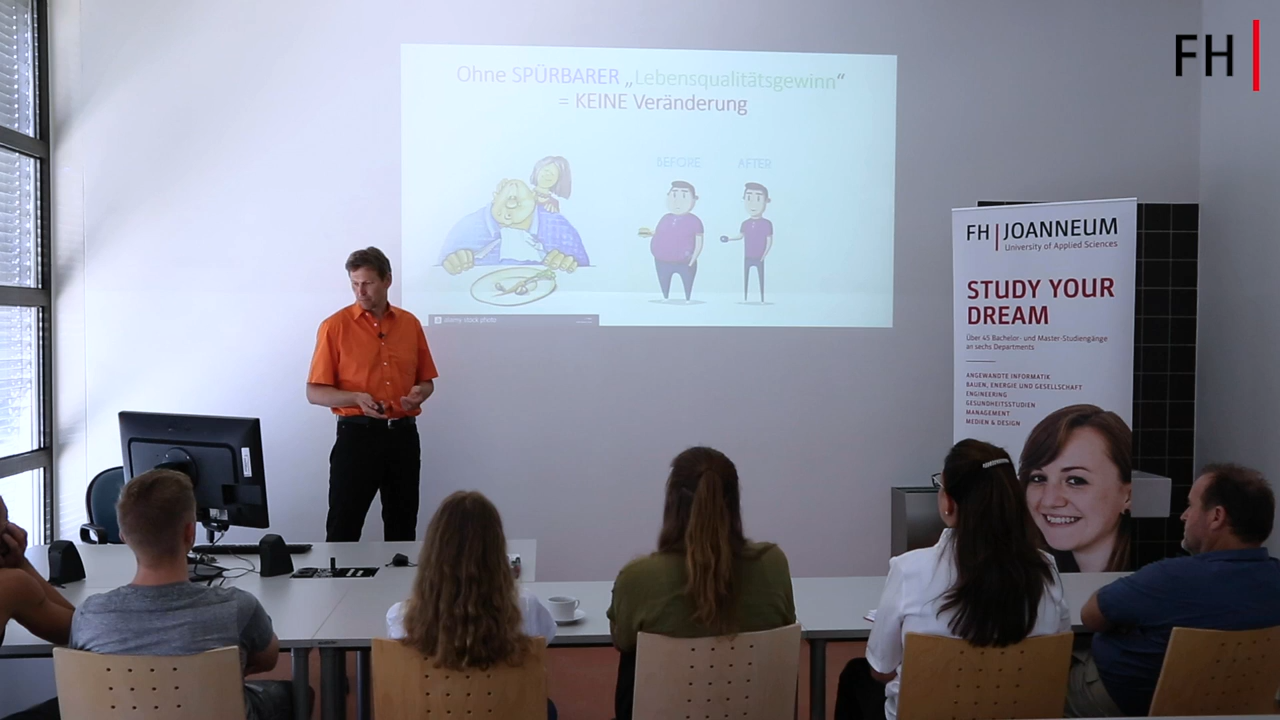 FH
Ohne SPÜRBARER „Lebensqualitätsgewinn“
= KEINE Veränderung
BEFORE AFTER
alamy stock photo
FH JOANNEUM
University of Applied Sciences
STUDY YOUR
DREAM
Über 45 Bachelor- und Master-Studiengänge
an sechs Departments
ANGEWANDTE INFORMATIK
BAUEN, ENERGIE UND GESELLSCHAFT
ENGINEERING
GESUNDHEITSSTUDIEN
MANAGEMENT
MEDIEN & DESIGN